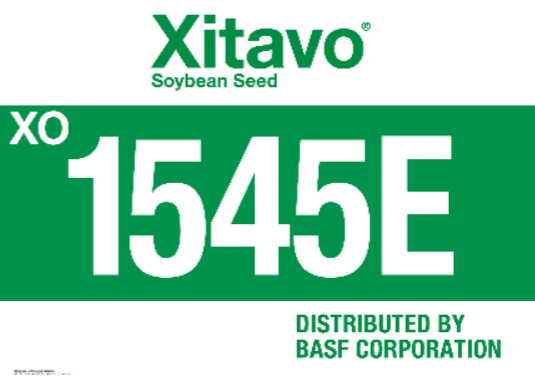 Xitavo®
Soybean Seed
XO
1545E
DISTRIBUTED BY
BASF CORPORATION